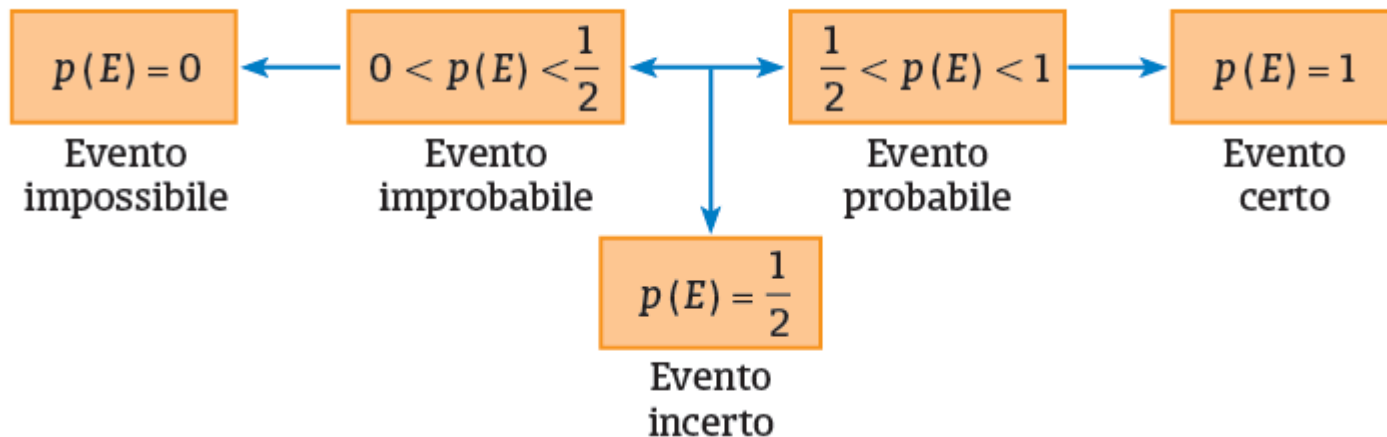 p(E) = 0
0 < p(E) < 1/2
1/2 < p(E) < 1
p(E) = 1
Evento
impossibile
Evento
improbabile
Evento
probabile
Evento
certo
p(E) = 1/2
Evento
incerto